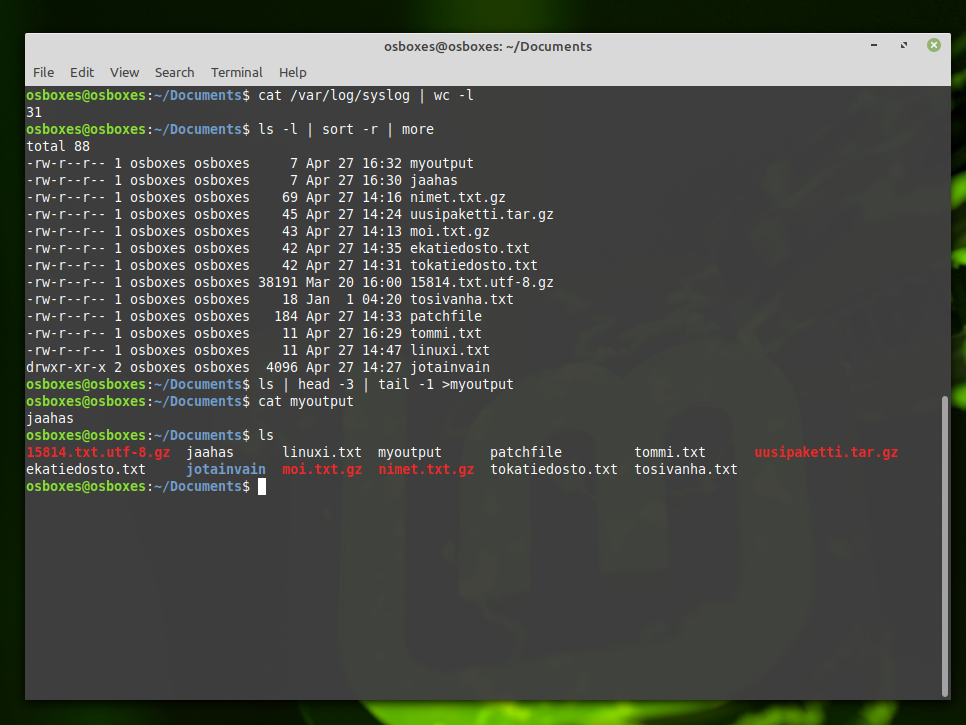 osboxes@osboxes: ~/Documents
File Edit View Search Terminal Help
osboxes@osboxes:~/Documents$ cat /var/log/syslog | wc -l
31
osboxes@osboxes:~/Documents$ ls -l | sort -r | more
total 88
-rw-r--r-- 1 osboxes osboxes     7 Apr 27 16:32 myoutput
-rw-r--r-- 1 osboxes osboxes     7 Apr 27 16:30 jaahas
-rw-r--r-- 1 osboxes osboxes    69 Apr 27 14:16 nimet.txt.gz
-rw-r--r-- 1 osboxes osboxes    45 Apr 27 14:24 uusipaketti.tar.gz
-rw-r--r-- 1 osboxes osboxes    43 Apr 27 14:13 moi.txt.gz
-rw-r--r-- 1 osboxes osboxes    42 Apr 27 14:35 ekatiedosto.txt
-rw-r--r-- 1 osboxes osboxes    42 Apr 27 14:31 tokatiedosto.txt
-rw-r--r-- 1 osboxes osboxes 38191 Mar 20 16:00 15814.txt.utf-8.gz
-rw-r--r-- 1 osboxes osboxes    18 Jan  1 04:20 tosivanha.txt
-rw-r--r-- 1 osboxes osboxes   184 Apr 27 14:33 patchfile
-rw-r--r-- 1 osboxes osboxes    11 Apr 27 16:29 tommi.txt
-rw-r--r-- 1 osboxes osboxes    11 Apr 27 14:47 linuxi.txt
drwxr-xr-x 2 osboxes osboxes  4096 Apr 27 14:27 jotainvain
osboxes@osboxes:~/Documents$ ls | head -3 | tail -1 >myoutput
osboxes@osboxes:~/Documents$ cat myoutput
jaahas
osboxes@osboxes:~/Documents$ ls
15814.txt.utf-8.gz  jaahas      linuxi.txt  myoutput      patchfile         tommi.txt      uusipaketti.tar.gz
ekatiedosto.txt     jotainvain  moi.txt.gz  nimet.txt.gz  tokatiedosto.txt  tosivanha.txt
osboxes@osboxes:~/Documents$